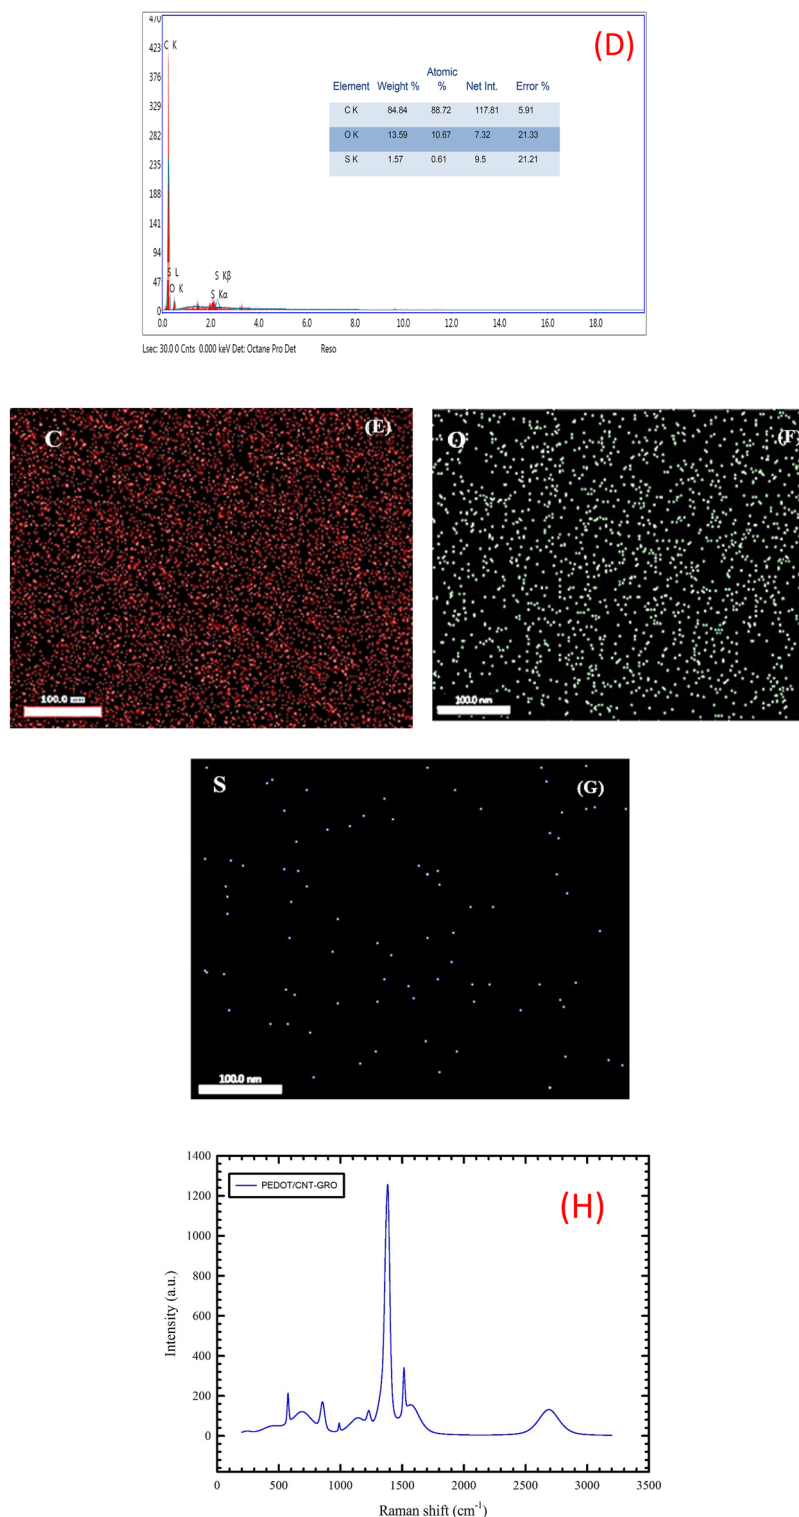 470
(D)
C K
423
376
329
282
235
188
141
94
47
0
Element Weight % Atomic % Net Int. Error %
C K 84.84 88.72 117.81 5.91
O K 13.59 10.67 7.32 21.33
S K 1.57 0.61 9.5 21.21
S L
O K
S Kβ
S Kα
0.0 2.0 4.0 6.0 8.0 10.0 12.0 14.0 16.0 18.0
Lsec: 30.0 0 Cnts 0.000 keV Det: Octane Pro Det Reso
C (E)
100.0 nm
O (F)
100.0 nm
S (G)
100.0 nm
1400
1200
1000
800
600
400
200
0
PEDOT/CNT-GRO
(H)
Intensity (a.u.)
0 500 1000 1500 2000 2500 3000 3500
Raman shift (cm⁻¹)